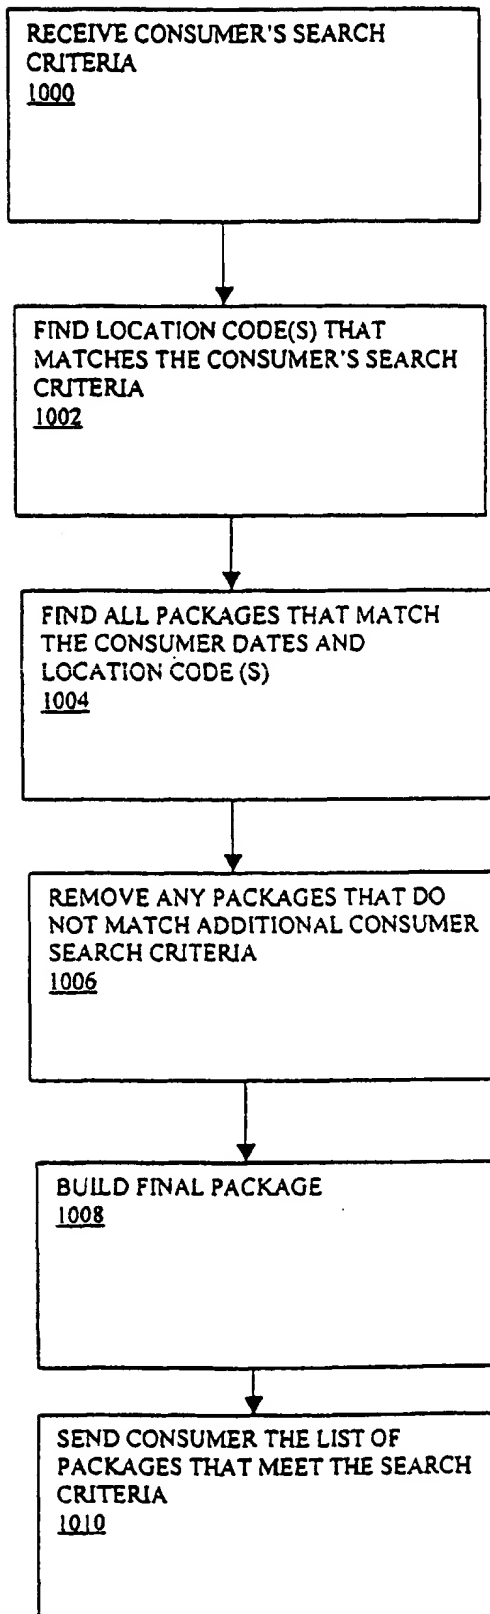 RECEIVE CONSUMER'S SEARCH
CRITERIA
1000
FIND LOCATION CODE(S) THAT
MATCHES THE CONSUMER'S SEARCH
CRITERIA
1002
FIND ALL PACKAGES THAT MATCH
THE CONSUMER DATES AND
LOCATION CODE (S)
1004
REMOVE ANY PACKAGES THAT DO
NOT MATCH ADDITIONAL CONSUMER
SEARCH CRITERIA
1006
BUILD FINAL PACKAGE
1008
SEND CONSUMER THE LIST OF
PACKAGES THAT MEET THE SEARCH
CRITERIA
1010